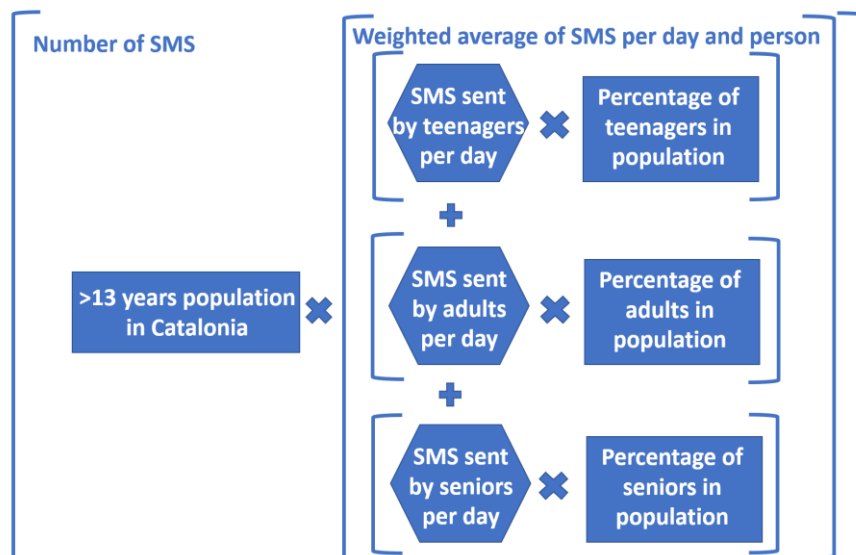 Number of SMS
Weighted average of SMS per day and person
SMS sent
by teenagers
per day
Percentage of
teenagers in
population
>13 years population
in Catalonia
SMS sent
by adults
per day
Percentage of
adults in
population
SMS sent
by seniors
per day
Percentage of
seniors in
population